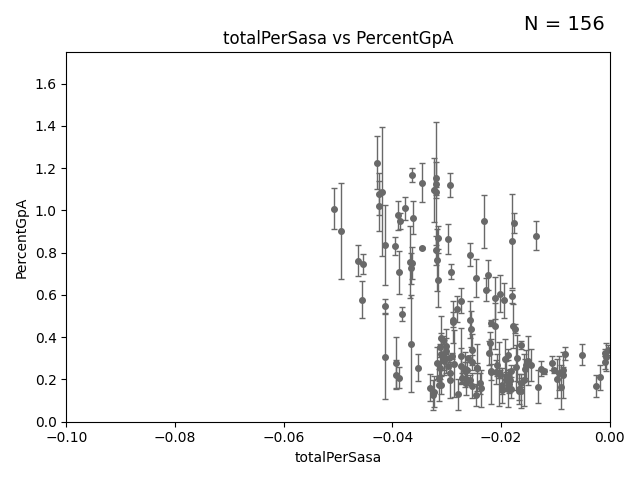 N = 156
totalPerSasa vs PercentGpA
PercentGpA
1.6
1.4
1.2
1.0
0.8
0.6
0.4
0.2
0.0
−0.10 −0.08 −0.06 −0.04 −0.02 0.00
totalPerSasa